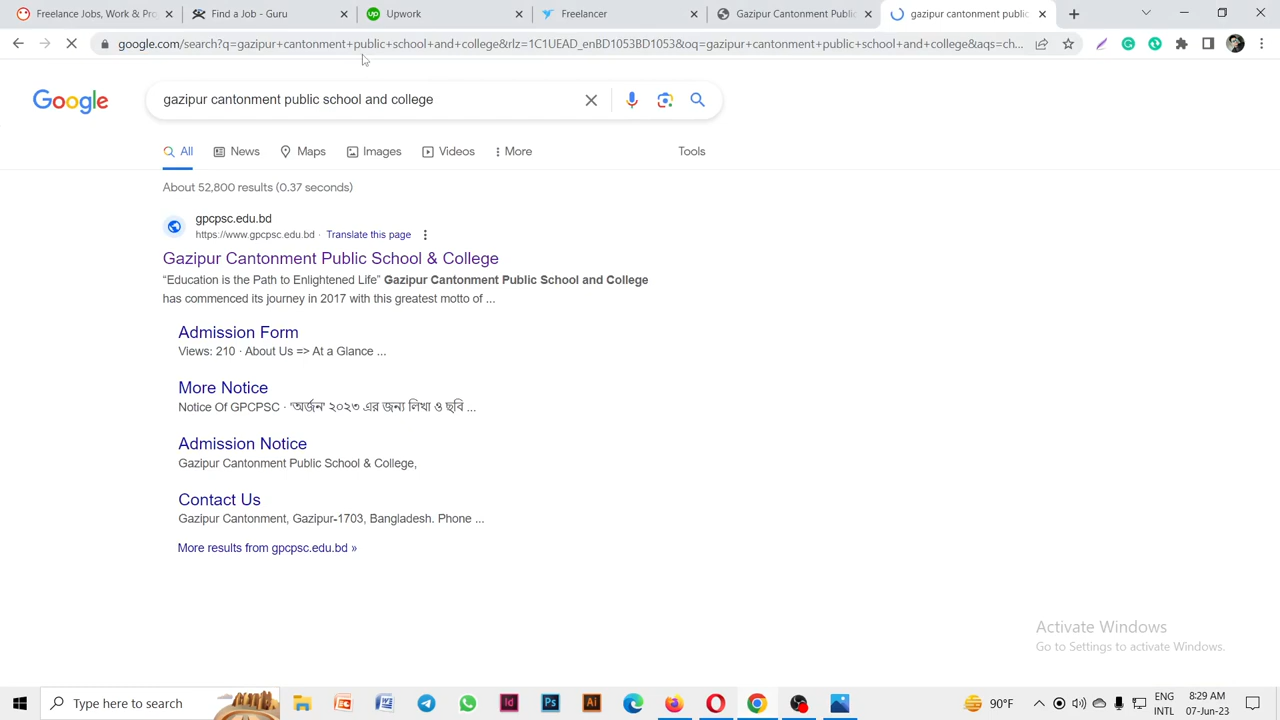 Freelance Jobs, Work & Pro
Find a Job - Guru
Upwork
Freelancer
Gazipur Cantonment Public
gazipur cantonment public
google.com/search?q=gazipur+cantonment+public+school+and+college&rlz=1C1UEAD_enBD1053BD1053&oq=gazipur+cantonment+public+school+and+college&aqs=ch...
Google
gazipur cantonment public school and college
All
News
Maps
Images
Videos
More
Tools
About 52,800 results (0.37 seconds)
gpcpsc.edu.bd
https://www.gpcpsc.edu.bd · Translate this page
Gazipur Cantonment Public School & College
“Education is the Path to Enlightened Life” Gazipur Cantonment Public School and College
has commenced its journey in 2017 with this greatest motto of ...
Admission Form
Views: 210 · About Us => At a Glance ...
More Notice
Notice Of GPCPSC · 'অর্জন' ২০২৩ এর জন্য লিখা ও ছবি ...
Admission Notice
Gazipur Cantonment Public School & College,
Contact Us
Gazipur Cantonment, Gazipur-1703, Bangladesh. Phone ...
More results from gpcpsc.edu.bd »
Activate Windows
Go to Settings to activate Windows.
Type here to search
90°F
ENG
INTL
8:29 AM
07-Jun-23